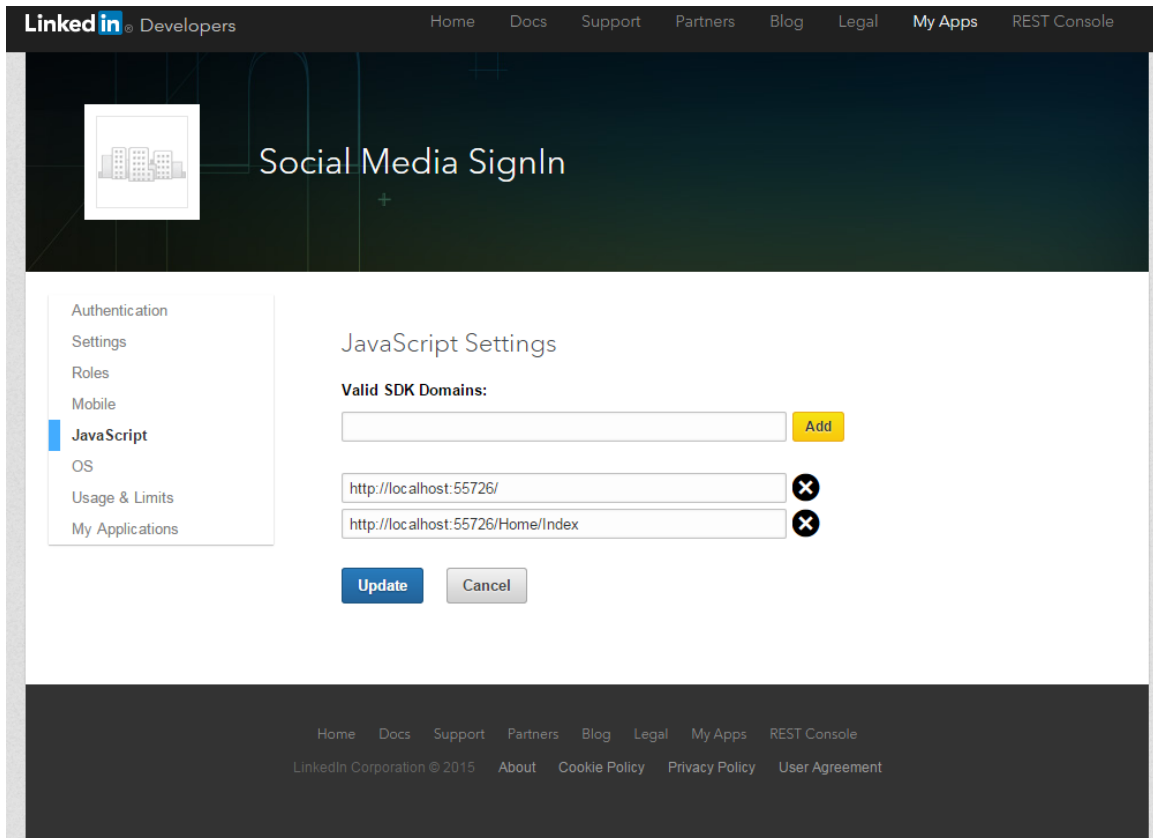 Linked in ® Developers Home Docs Support Partners Blog Legal My Apps REST Console
Social Media SignIn
Authentication
Settings
Roles
Mobile
JavaScript
OS
Usage & Limits
My Applications
JavaScript Settings
Valid SDK Domains:
Add
http://localhost:55726/
http://localhost:55726/Home/Index
Update Cancel
Home Docs Support Partners Blog Legal My Apps REST Console
LinkedIn Corporation © 2015 About Cookie Policy Privacy Policy User Agreement